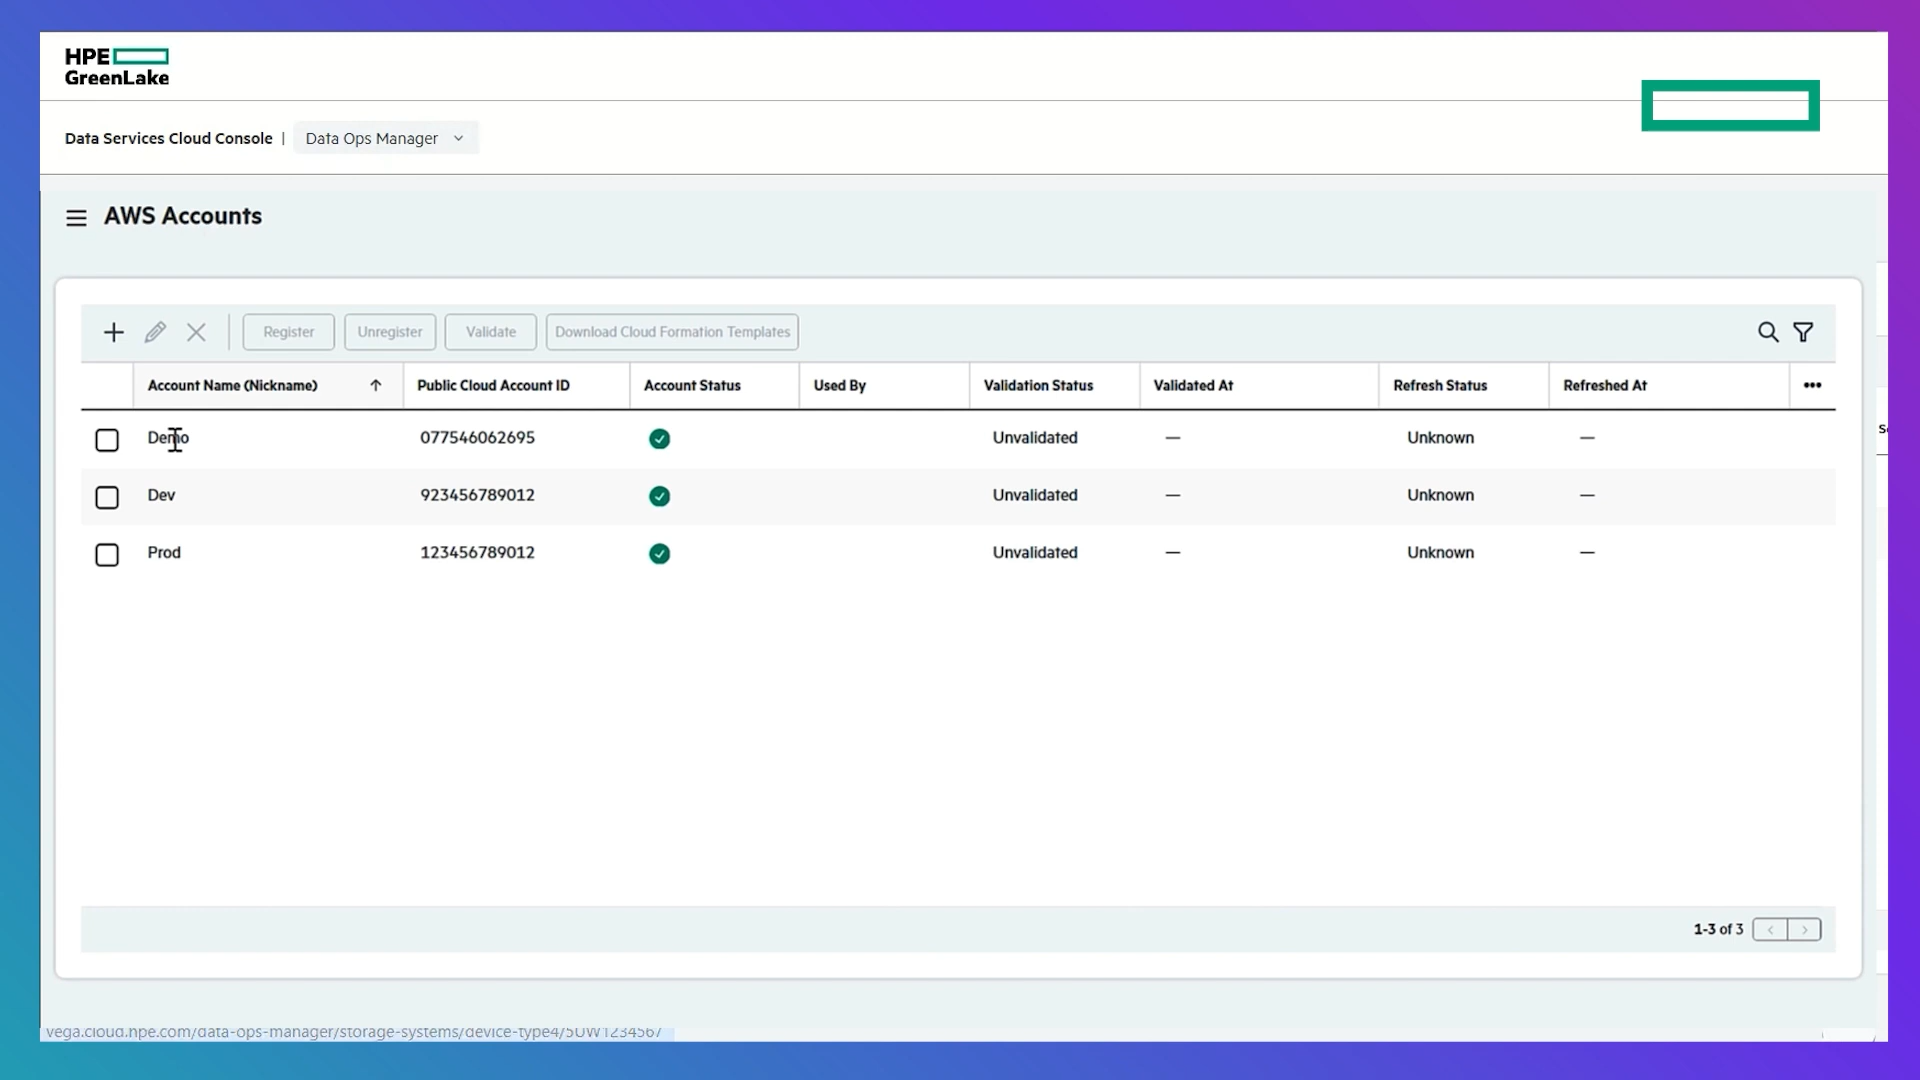 HPE
GreenLake
Data Services Cloud Console | Data Ops Manager
AWS Accounts
Register Unregister Validate Download Cloud Formation Templates
Account Name (Nickname) Public Cloud Account ID Account Status Used By Validation Status Validated At Refresh Status Refreshed At
Demo 077546062695 Unvalidated — Unknown —
Dev 923456789012 Unvalidated — Unknown —
Prod 123456789012 Unvalidated — Unknown —
1-3 of 3
vega.cloud.hpe.com/data-ops-manager/storage-systems/device-type4/5UW1234567